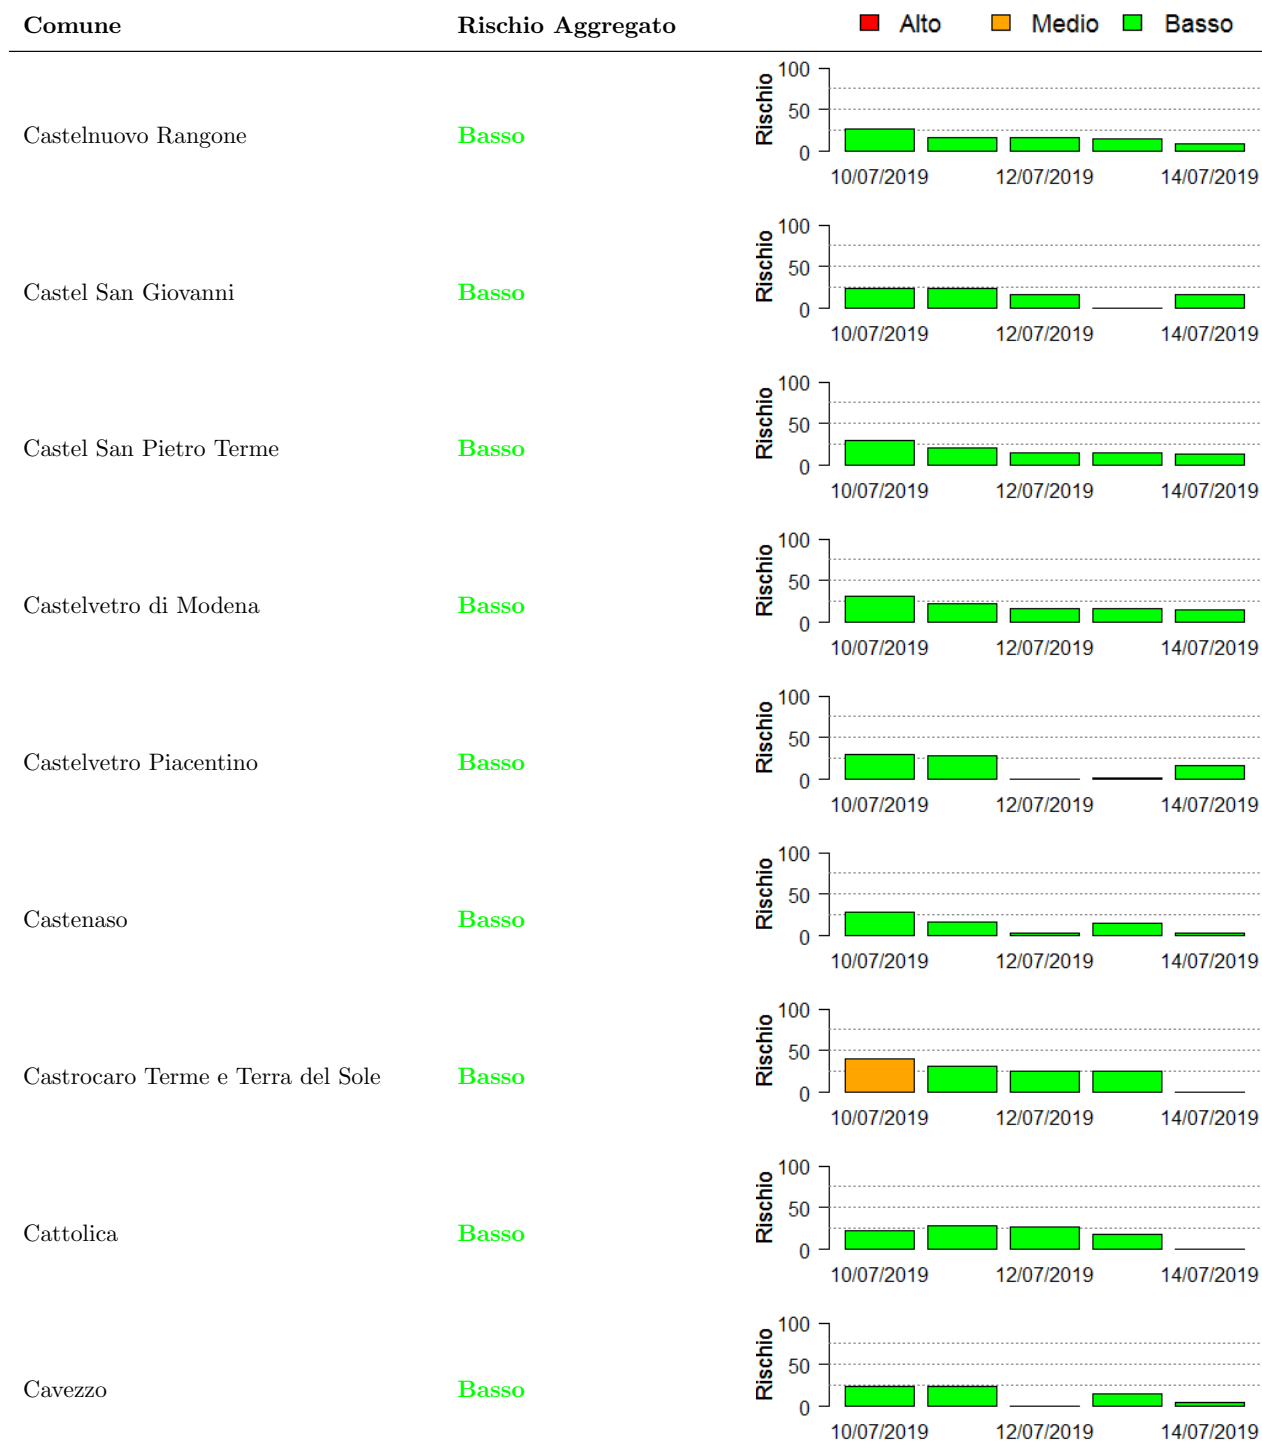 Comune Rischio Aggregato Alto Medio Basso
100
50
0
Rischio
Castelnuovo Rangone Basso
10/07/2019 12/07/2019 14/07/2019
100
50
0
Rischio
Castel San Giovanni Basso
10/07/2019 12/07/2019 14/07/2019
100
50
0
Rischio
Castel San Pietro Terme Basso
10/07/2019 12/07/2019 14/07/2019
100
50
0
Rischio
Castelvetro di Modena Basso
10/07/2019 12/07/2019 14/07/2019
100
50
0
Rischio
Castelvetro Piacentino Basso
10/07/2019 12/07/2019 14/07/2019
100
50
0
Rischio
Castenaso Basso
10/07/2019 12/07/2019 14/07/2019
100
50
0
Rischio
Castrocaro Terme e Terra del Sole Basso
10/07/2019 12/07/2019 14/07/2019
100
50
0
Rischio
Cattolica Basso
10/07/2019 12/07/2019 14/07/2019
100
50
0
Rischio
Cavezzo Basso
10/07/2019 12/07/2019 14/07/2019